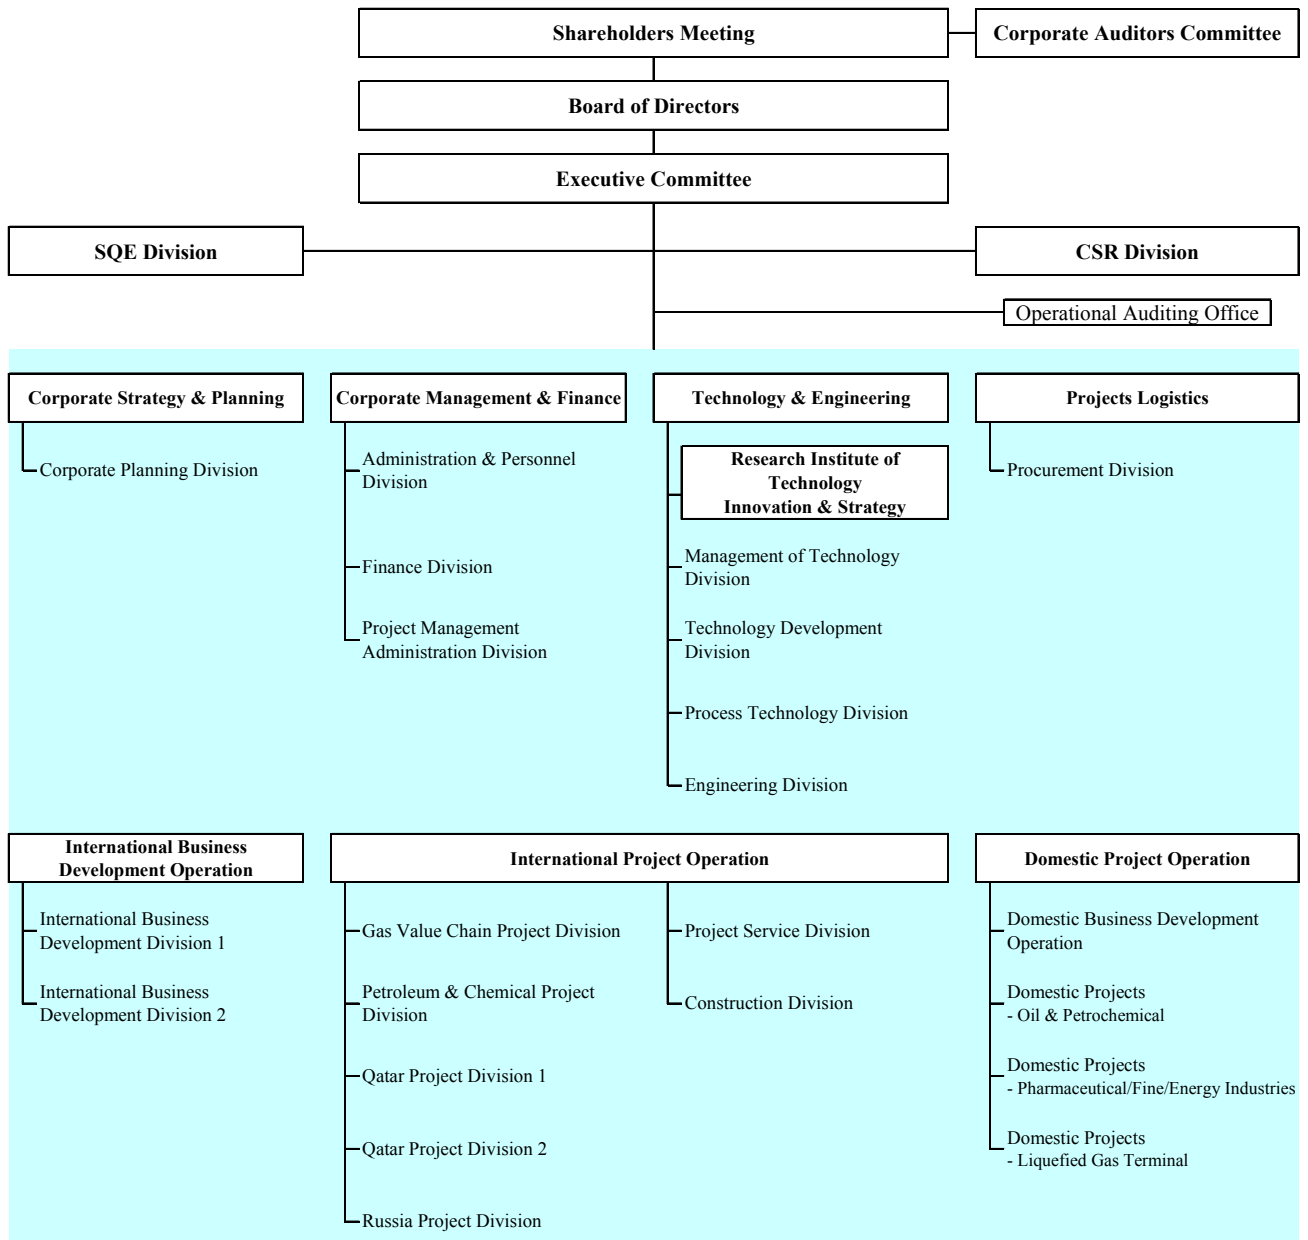 Shareholders Meeting
Corporate Auditors Committee
Board of Directors
Executive Committee
SQE Division
CSR Division
Operational Auditing Office
Corporate Strategy & Planning
Corporate Planning Division
Corporate Management & Finance
Administration & Personnel
Division
Finance Division
Project Management
Administration Division
Technology & Engineering
Research Institute of
Technology
Innovation & Strategy
Management of Technology
Division
Technology Development
Division
Process Technology Division
Engineering Division
Projects Logistics
Procurement Division
International Business
Development Operation
International Business
Development Division 1
International Business
Development Division 2
International Project Operation
Gas Value Chain Project Division
Petroleum & Chemical Project
Division
Qatar Project Division 1
Qatar Project Division 2
Russia Project Division
Project Service Division
Construction Division
Domestic Project Operation
Domestic Business Development
Operation
Domestic Projects
- Oil & Petrochemical
Domestic Projects
- Pharmaceutical/Fine/Energy Industries
Domestic Projects
- Liquefied Gas Terminal